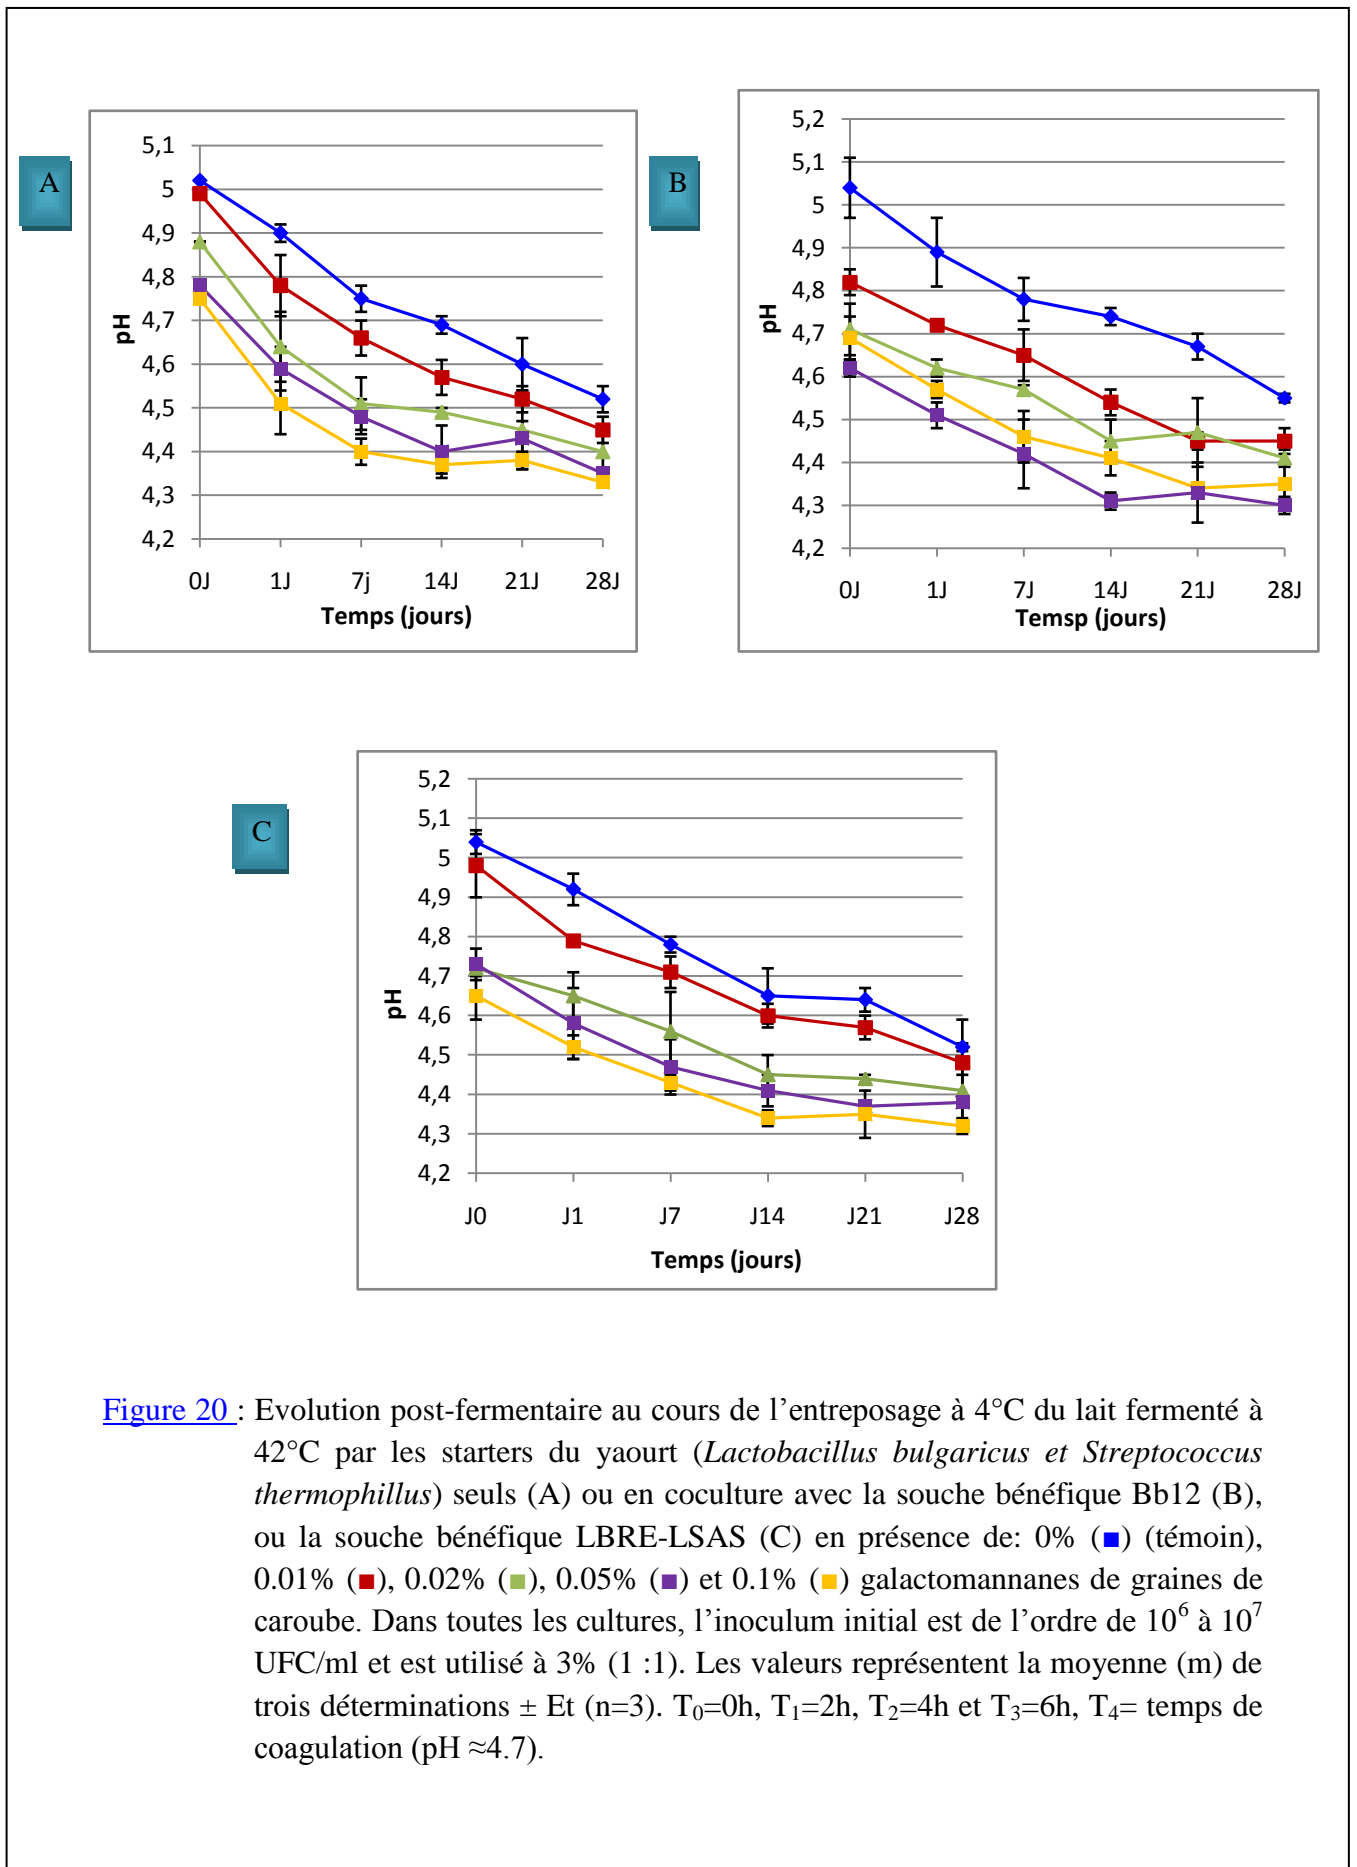 A
5,1
5
4,9
4,8
4,7
4,6
4,5
4,4
4,3
4,2
pH
0J 1J 7j 14J 21J 28J
Temps (jours)
B
5,2
5,1
5
4,9
4,8
4,7
4,6
4,5
4,4
4,3
4,2
pH
0J 1J 7J 14J 21J 28J
Temsp (jours)
C
5,2
5,1
5
4,9
4,8
4,7
4,6
4,5
4,4
4,3
4,2
pH
J0 J1 J7 J14 J21 J28
Temps (jours)
Figure 20 : Evolution post-fermentaire au cours de l’entreposage à 4°C du lait fermenté à
42°C par les starters du yaourt (Lactobacillus bulgaricus et Streptococcus
thermophillus) seuls (A) ou en coculture avec la souche bénéfique Bb12 (B),
ou la souche bénéfique LBRE-LSAS (C) en présence de: 0% (■) (témoin),
0.01% (■), 0.02% (■), 0.05% (■) et 0.1% (■) galactomannanes de graines de
caroube. Dans toutes les cultures, l’inoculum initial est de l’ordre de 10⁶ à 10⁷
UFC/ml et est utilisé à 3% (1 :1). Les valeurs représentent la moyenne (m) de
trois déterminations ± Et (n=3). T₀=0h, T₁=2h, T₂=4h et T₃=6h, T₄= temps de
coagulation (pH ≈4.7).